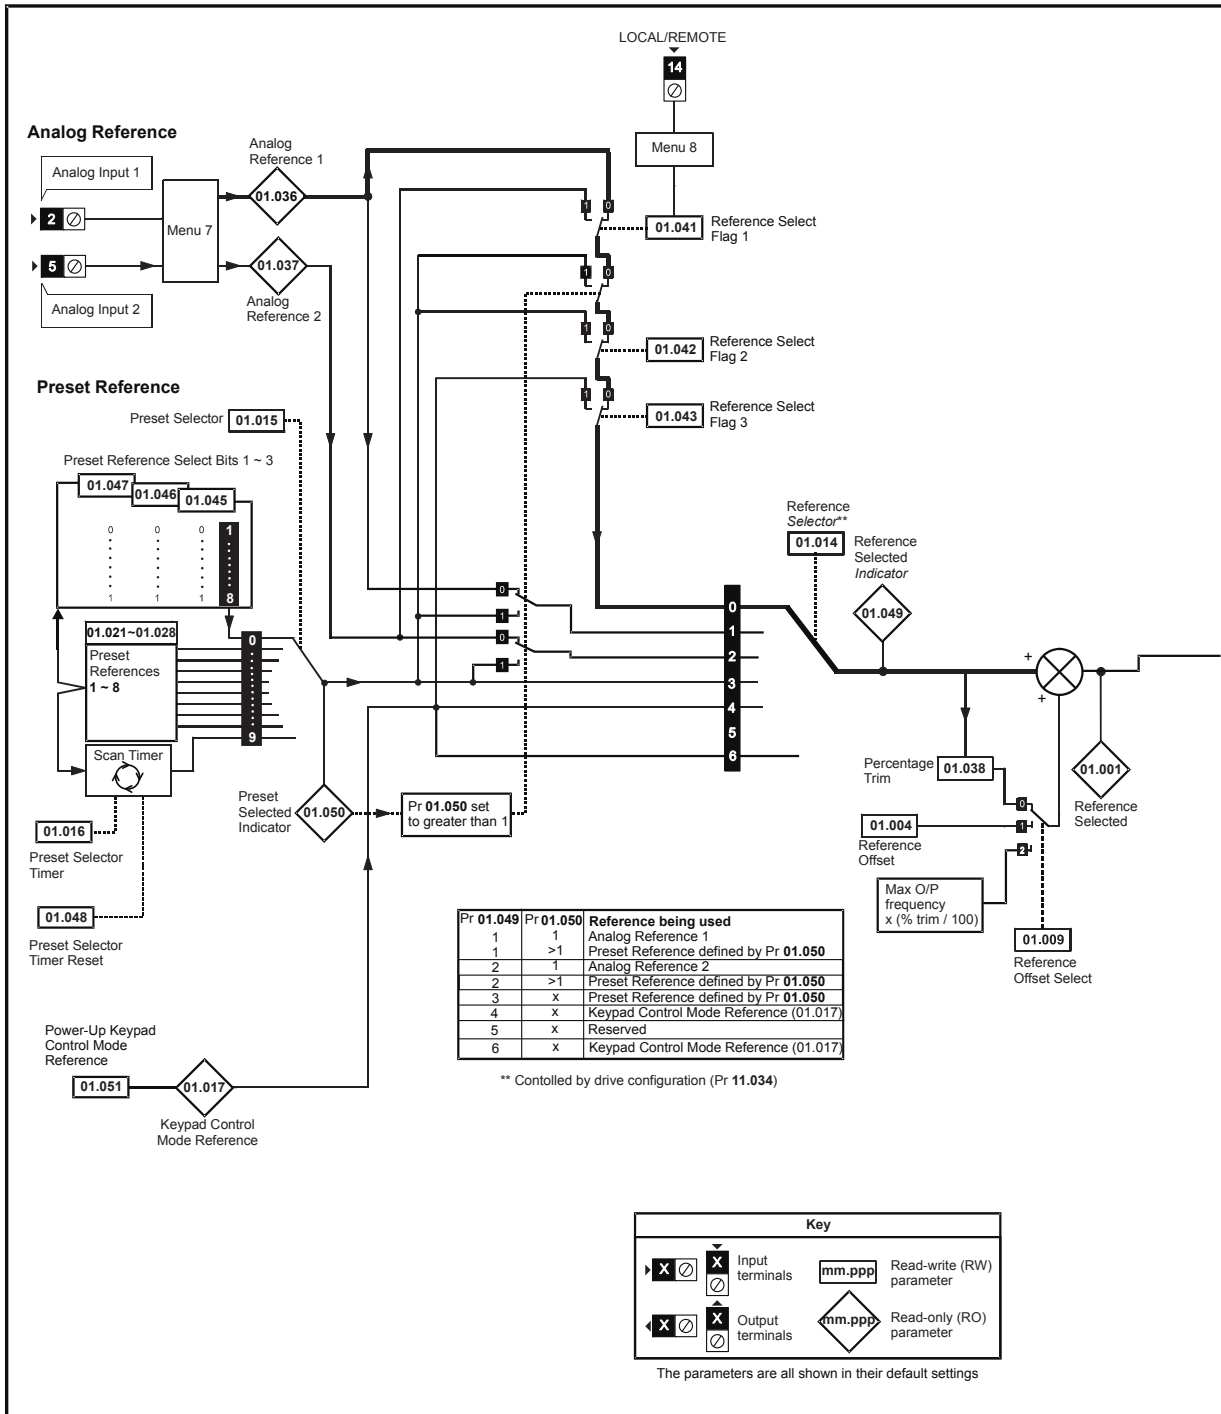 LOCAL/REMOTE
14
Menu 8
Analog Reference
Analog Input 1
2
Menu 7
Analog
Reference 1
01.036
5
Analog Input 2
01.037
Analog
Reference 2
1 0
01.041
Reference Select
Flag 1
1 0
1 0
01.042
Reference Select
Flag 2
1 0
01.043
Reference Select
Flag 3
Preset Reference
Preset Selector
01.015
Preset Reference Select Bits 1 ~ 3
01.047
01.046
01.045
0 0 0 1
1 1 1 8
01.021~01.028
Preset
References
1 ~ 8
0
9
Scan Timer
01.016
Preset Selector
Timer
01.048
Preset Selector
Timer Reset
Preset
Selected
Indicator
01.050
Pr 01.050 set
to greater than 1
0
1
0
1
0
1
2
3
4
5
6
Reference
Selector**
01.014
Reference
Selected
Indicator
01.049
+
+
Percentage
Trim
01.038
01.001
Reference
Selected
01.004
Reference
Offset
0
1
2
Max O/P
frequency
x (% trim / 100)
01.009
Reference
Offset Select
Pr 01.049 Pr 01.050 Reference being used
1 1 Analog Reference 1
1 >1 Preset Reference defined by Pr 01.050
2 1 Analog Reference 2
2 >1 Preset Reference defined by Pr 01.050
3 x Preset Reference defined by Pr 01.050
4 x Keypad Control Mode Reference (01.017)
5 x Reserved
6 x Keypad Control Mode Reference (01.017)
** Contolled by drive configuration (Pr 11.034)
Power-Up Keypad
Control Mode
Reference
01.051
01.017
Keypad Control
Mode Reference
Key
X X Input
terminals
mm.ppp Read-write (RW)
parameter
X X Output
terminals
mm.ppp Read-only (RO)
parameter
The parameters are all shown in their default settings